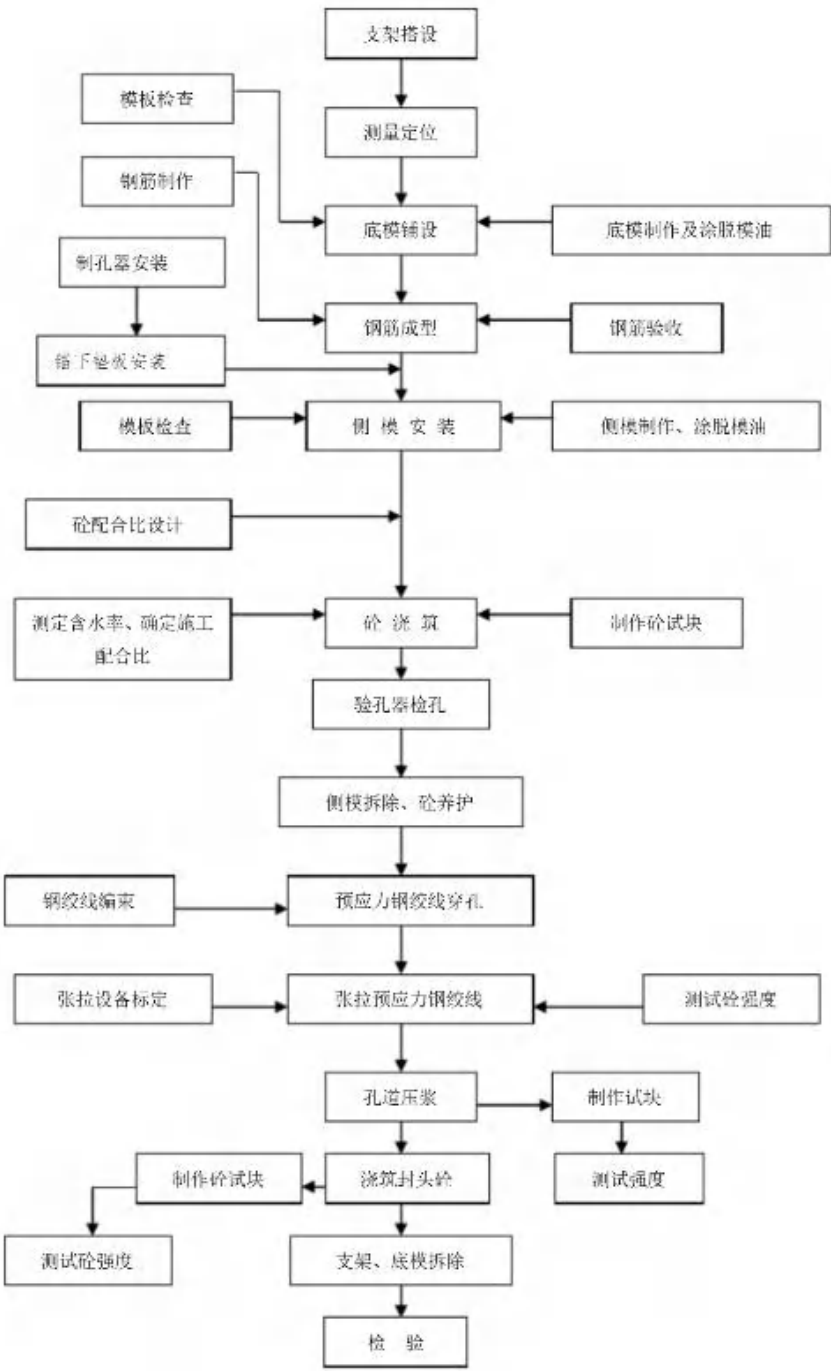 支架搭设
模板检查
测量定位
钢筋制作
底模铺设
底模制作及涂脱模油
制孔器安装
钢筋成型
钢筋验收
锚下垫板安装
模板检查
侧模安装
侧模制作、涂脱模油
砼配合比设计
测定含水率、确定施工
配合比
砼浇筑
制作砼试块
验孔器检孔
侧模拆除、砼养护
钢绞线编束
预应力钢绞线穿孔
张拉设备标定
张拉预应力钢绞线
测试砼强度
孔道压浆
制作试块
制作砼试块
浇筑封头砼
测试强度
测试砼强度
支架、底模拆除
检验